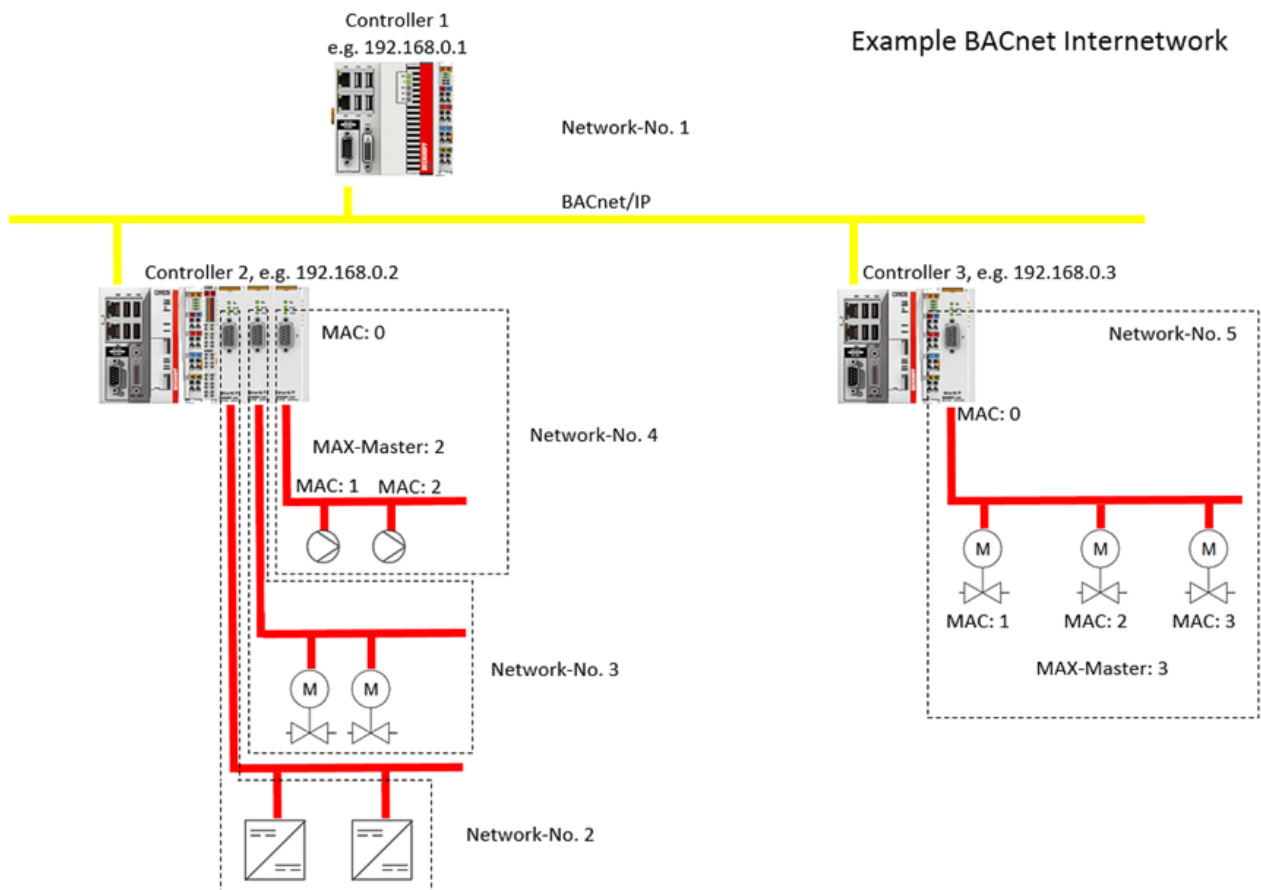 Controller 1
e.g. 192.168.0.1
Example BACnet Internetwork
Network-No. 1
BACnet/IP
Controller 2, e.g. 192.168.0.2
Controller 3, e.g. 192.168.0.3
MAC: 0
Network-No. 5
MAC: 0
Network-No. 4
MAX-Master: 2
MAC: 1
MAC: 2
M
M
M
MAC: 1
MAC: 2
MAC: 3
Network-No. 3
MAX-Master: 3
M
M
Network-No. 2